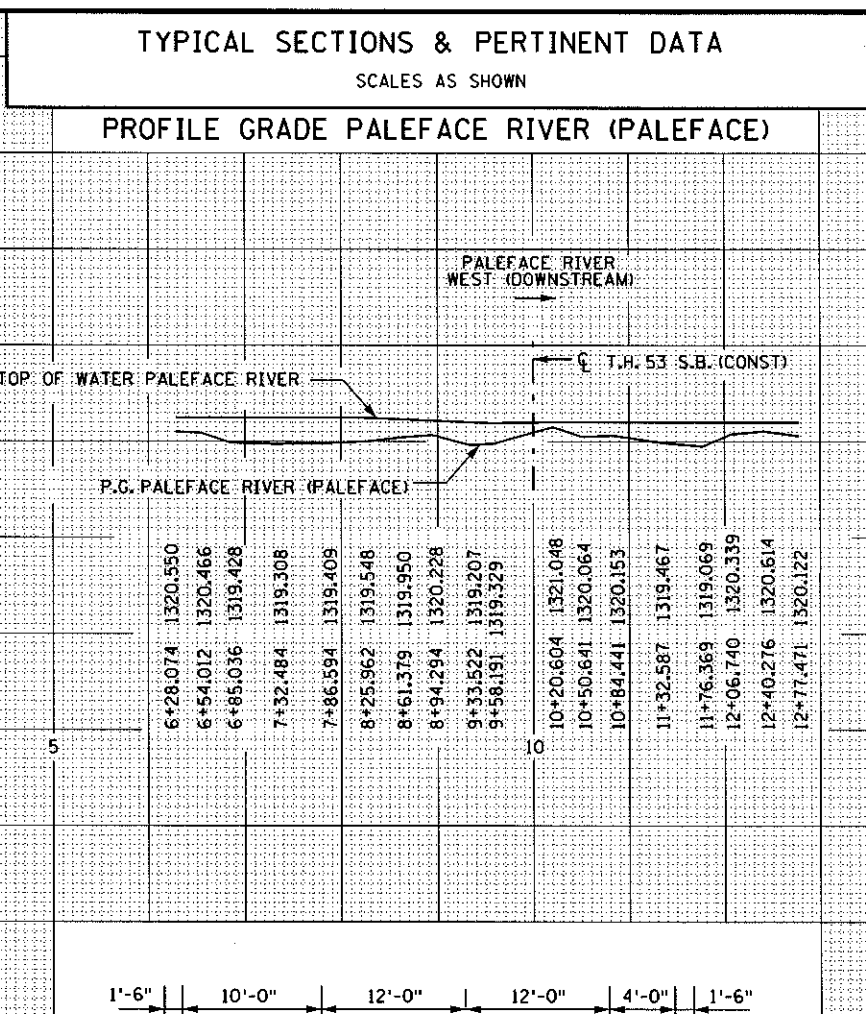 TYPICAL SECTIONS & PERTINENT DATA
SCALES AS SHOWN
PROFILE GRADE PALEFACE RIVER (PALEFACE)
PALEFACE RIVER
WEST (DOWNSTREAM)
℄ T.H. 53 S.B. (CONST)
TOP OF WATER PALEFACE RIVER
P.G. PALEFACE RIVER (PALEFACE)
6+28.074 1320.550
6+54.012 1320.466
6+85.036 1319.428
7+32.484 1319.308
7+86.594 1319.409
8+25.962 1319.548
8+61.379 1319.950
8+94.294 1320.228
9+33.522 1319.207
9+58.191 1319.329
10+20.604 1321.048
10+50.641 1320.064
10+84.441 1320.153
11+32.587 1319.467
11+76.369 1319.069
12+06.740 1320.339
12+40.276 1320.614
12+77.471 1320.122
5 10
1'-6" 10'-0" 12'-0" 12'-0" 4'-0" 1'-6"